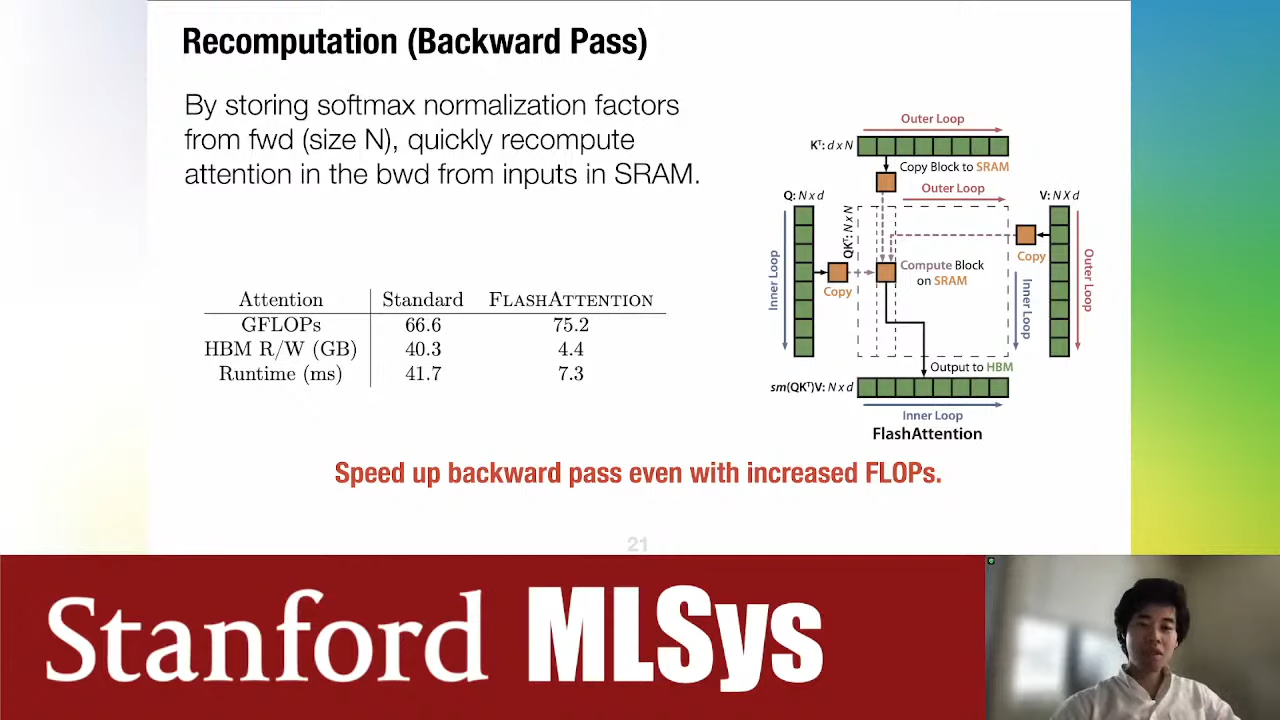 Recomputation (Backward Pass)
By storing softmax normalization factors
from fwd (size N), quickly recompute
attention in the bwd from inputs in SRAM.
Attention Standard FLASHATTENTION
GFLOPs 66.6 75.2
HBM R/W (GB) 40.3 4.4
Runtime (ms) 41.7 7.3
Outer Loop
Kᵀ: d x N
Copy Block to SRAM
Outer Loop
Q: N x d
V: N X d
QKᵀ: N x N
Inner Loop
Copy
Compute Block
on SRAM
Copy
Inner Loop
Outer Loop
Output to HBM
sm(QKᵀ)V: N x d
Inner Loop
FlashAttention
Speed up backward pass even with increased FLOPs.
21
Stanford MLSys